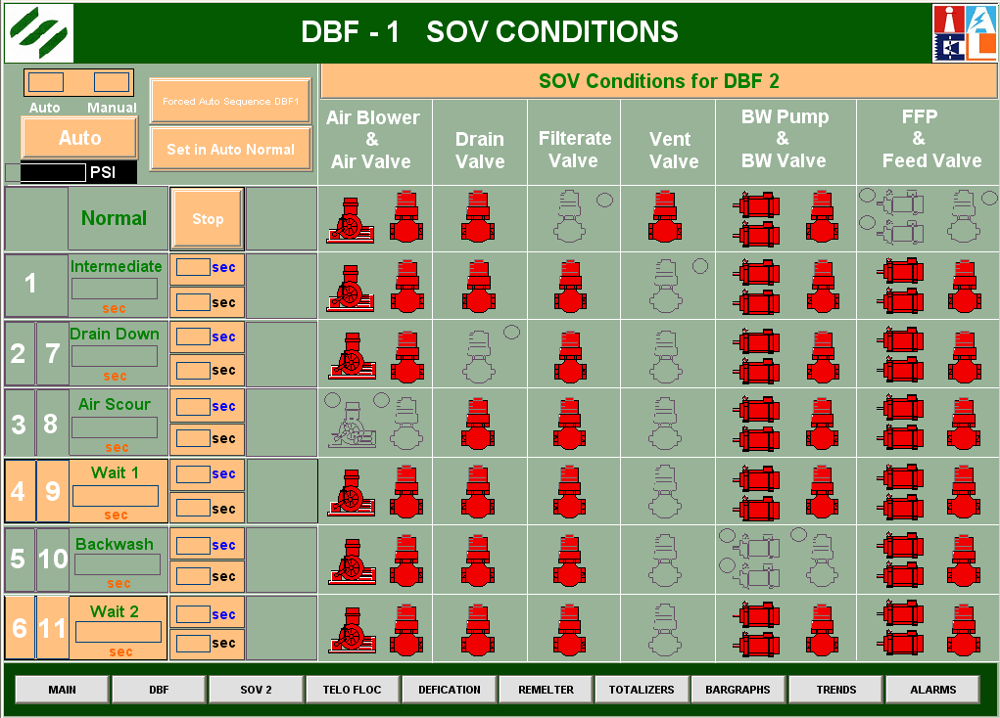 DBF - 1 SOV CONDITIONS
SOV Conditions for DBF 2
Auto Manual
Forced Auto Sequence DBF1
Auto
Set in Auto Normal
PSI
Air Blower
&
Air Valve
Drain
Valve
Filterate
Valve
Vent
Valve
BW Pump
&
BW Valve
FFP
&
Feed Valve
Normal
Stop
1
Intermediate
sec
sec
sec
2 7
Drain Down
sec
sec
sec
3 8
Air Scour
sec
sec
sec
4 9
Wait 1
sec
sec
sec
5 10
Backwash
sec
sec
sec
6 11
Wait 2
sec
sec
sec
MAIN DBF SOV 2 TELO FLOC DEFICATION REMELTER TOTALIZERS BARGRAPHS TRENDS ALARMS